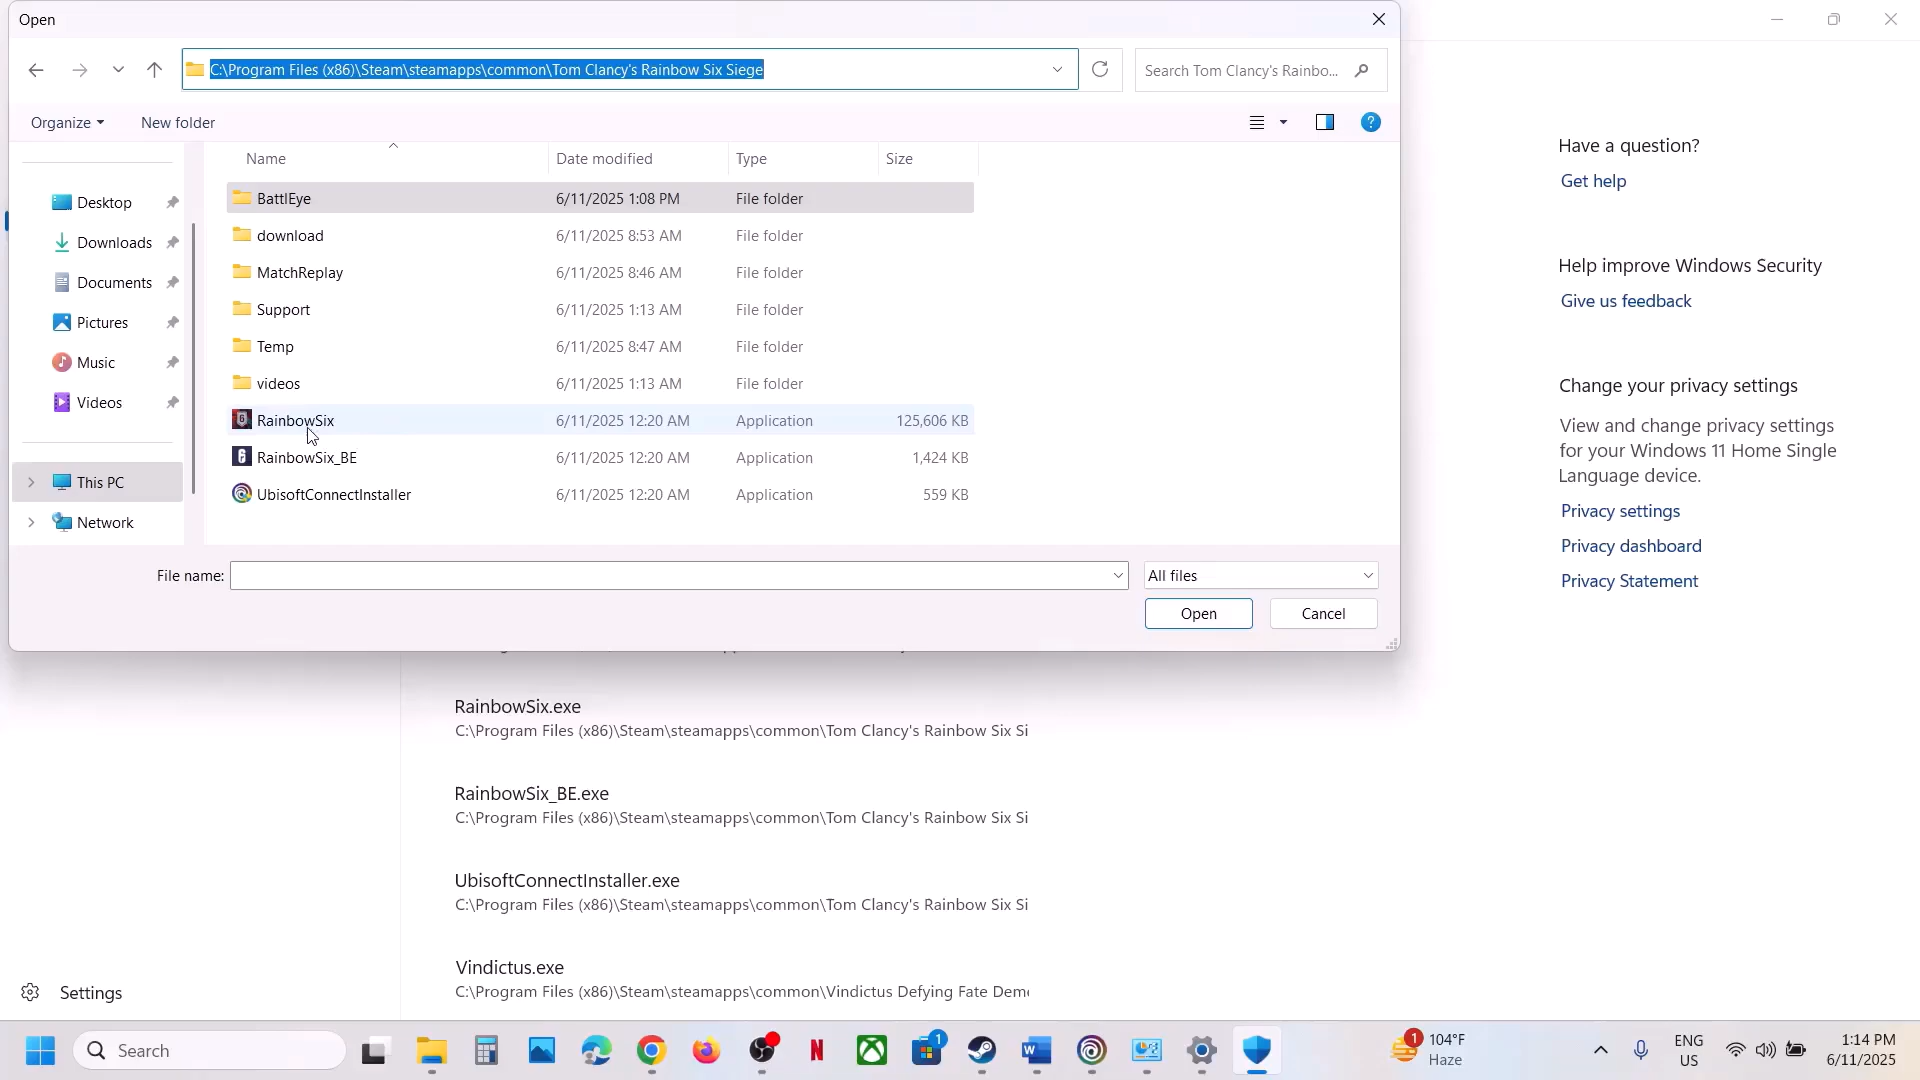 Open
C:\Program Files (x86)\Steam\steamapps\common\Tom Clancy's Rainbow Six Siege
Search Tom Clancy's Rainbo...
Organize
New folder
Name
Date modified
Type
Size
Desktop
Downloads
Documents
Pictures
Music
Videos
This PC
Network
BattlEye 6/11/2025 1:08 PM File folder
download 6/11/2025 8:53 AM File folder
MatchReplay 6/11/2025 8:46 AM File folder
Support 6/11/2025 1:13 AM File folder
Temp 6/11/2025 8:47 AM File folder
videos 6/11/2025 1:13 AM File folder
RainbowSix 6/11/2025 12:20 AM Application 125,606 KB
RainbowSix_BE 6/11/2025 12:20 AM Application 1,424 KB
UbisoftConnectInstaller 6/11/2025 12:20 AM Application 559 KB
File name:
All files
Open
Cancel
Have a question?
Get help
Help improve Windows Security
Give us feedback
Change your privacy settings
View and change privacy settings
for your Windows 11 Home Single
Language device.
Privacy settings
Privacy dashboard
Privacy Statement
RainbowSix.exe
C:\Program Files (x86)\Steam\steamapps\common\Tom Clancy's Rainbow Six Si
RainbowSix_BE.exe
C:\Program Files (x86)\Steam\steamapps\common\Tom Clancy's Rainbow Six Si
UbisoftConnectInstaller.exe
C:\Program Files (x86)\Steam\steamapps\common\Tom Clancy's Rainbow Six Si
Vindictus.exe
C:\Program Files (x86)\Steam\steamapps\common\Vindictus Defying Fate Dem
Settings
Search
1
1
104°F
Haze
ENG
US
1:14 PM
6/11/2025